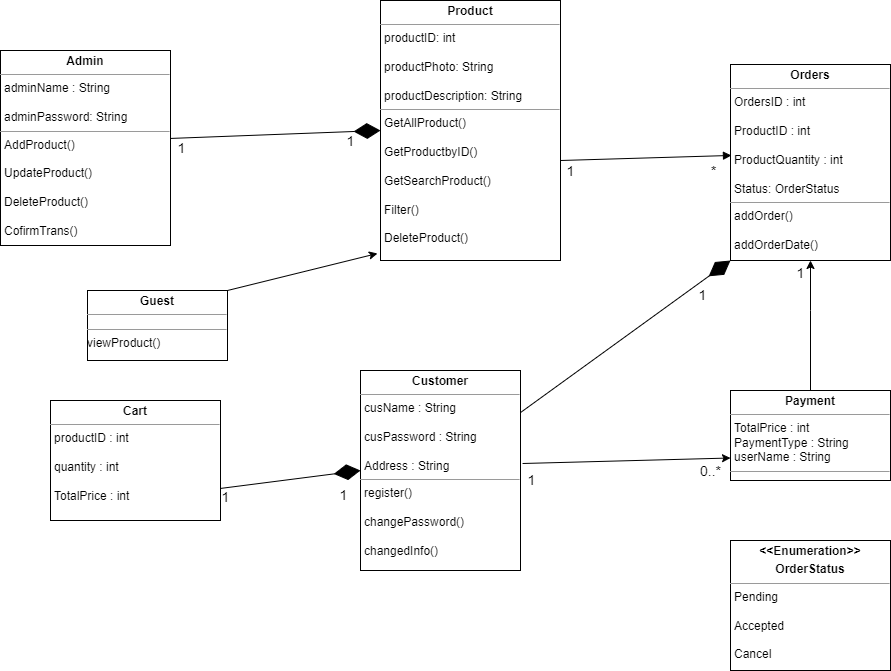 Product
productID: int
productPhoto: String
productDescription: String
GetAllProduct()
GetProductbyID()
GetSearchProduct()
Filter()
DeleteProduct()
Admin
adminName : String
adminPassword: String
AddProduct()
UpdateProduct()
DeleteProduct()
CofirmTrans()
1
1
1
*
Orders
OrdersID : int
ProductID : int
ProductQuantity : int
Status: OrderStatus
addOrder()
addOrderDate()
1
1
Guest
viewProduct()
Customer
cusName : String
cusPassword : String
Address : String
register()
changePassword()
changedInfo()
Cart
productID : int
quantity : int
TotalPrice : int
1
1
1
0..*
Payment
TotalPrice : int
PaymentType : String
userName : String
<<Enumeration>>
OrderStatus
Pending
Accepted
Cancel